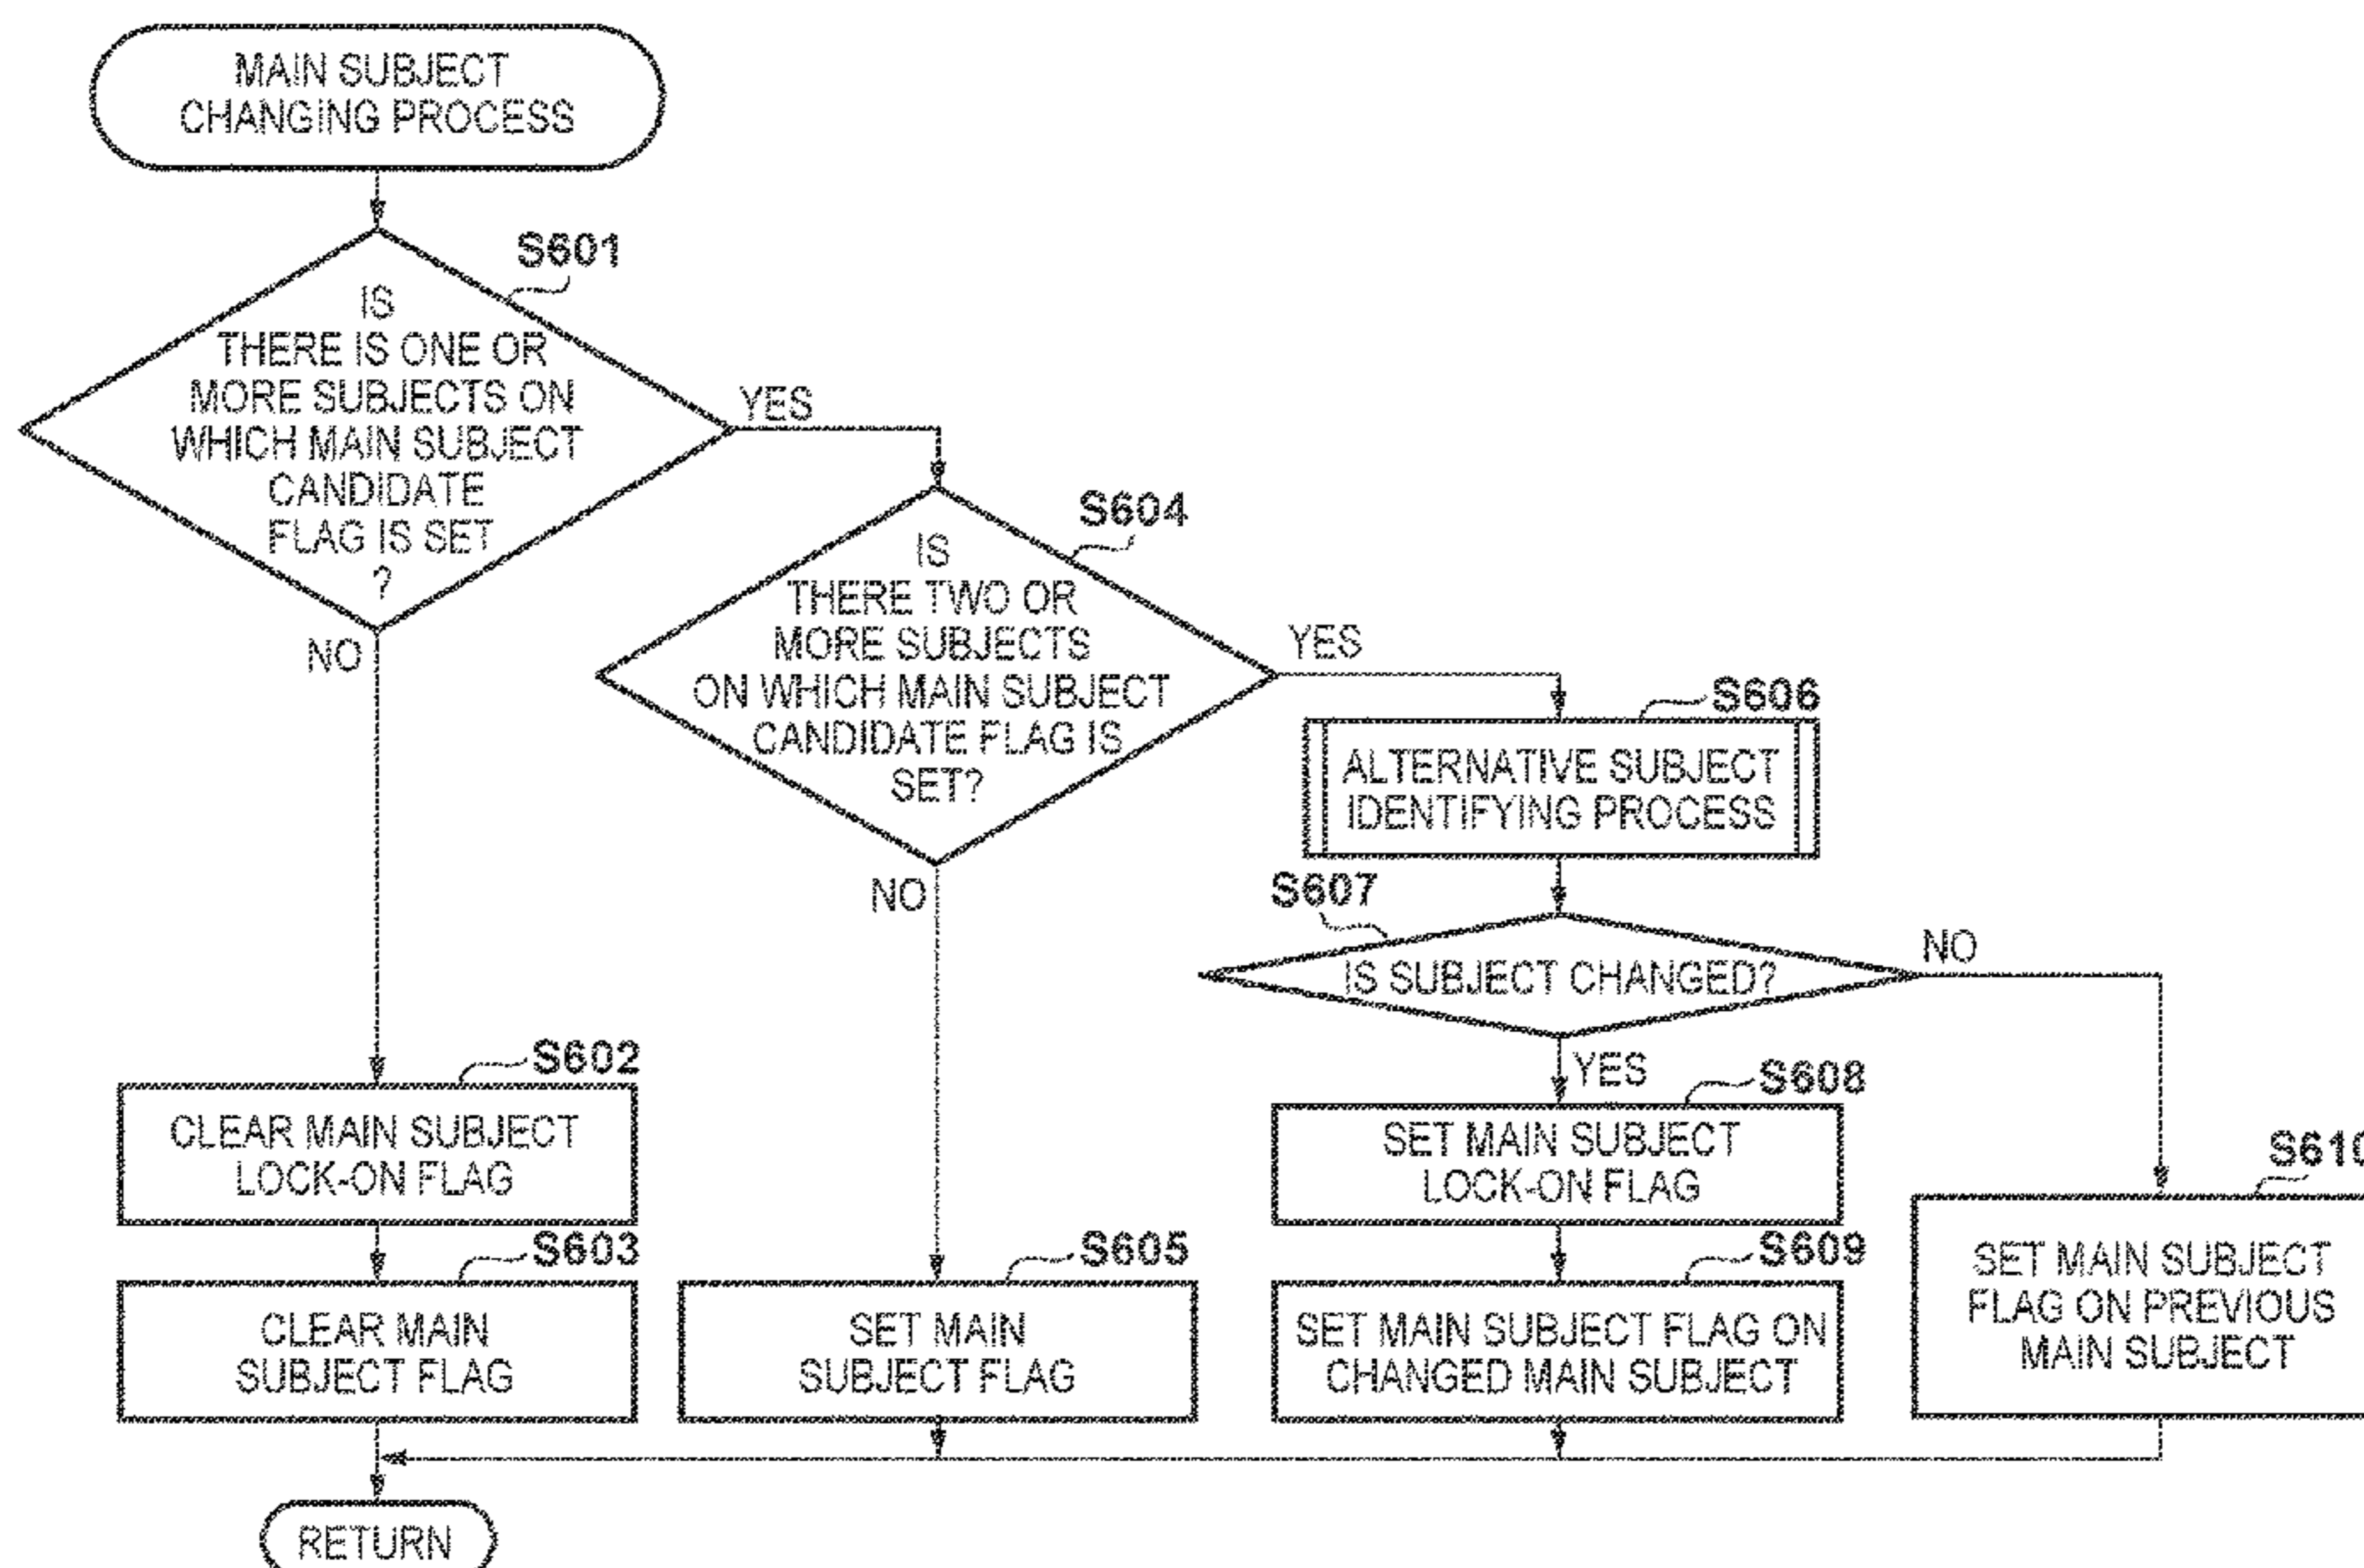 MAIN SUBJECT
CHANGING PROCESS
S601
IS
THERE IS ONE OR
MORE SUBJECTS ON
WHICH MAIN SUBJECT
CANDIDATE
FLAG IS SET
?
YES
NO
S604
IS
THERE TWO OR
MORE SUBJECTS
ON WHICH MAIN SUBJECT
CANDIDATE FLAG IS
SET?
YES
NO
S606
ALTERNATIVE SUBJECT
IDENTIFYING PROCESS
S607
IS SUBJECT CHANGED?
NO
YES
S602
CLEAR MAIN SUBJECT
LOCK-ON FLAG
S603
CLEAR MAIN
SUBJECT FLAG
S605
SET MAIN
SUBJECT FLAG
S608
SET MAIN SUBJECT
LOCK-ON FLAG
S609
SET MAIN SUBJECT FLAG ON
CHANGED MAIN SUBJECT
S610
SET MAIN SUBJECT
FLAG ON PREVIOUS
MAIN SUBJECT
RETURN